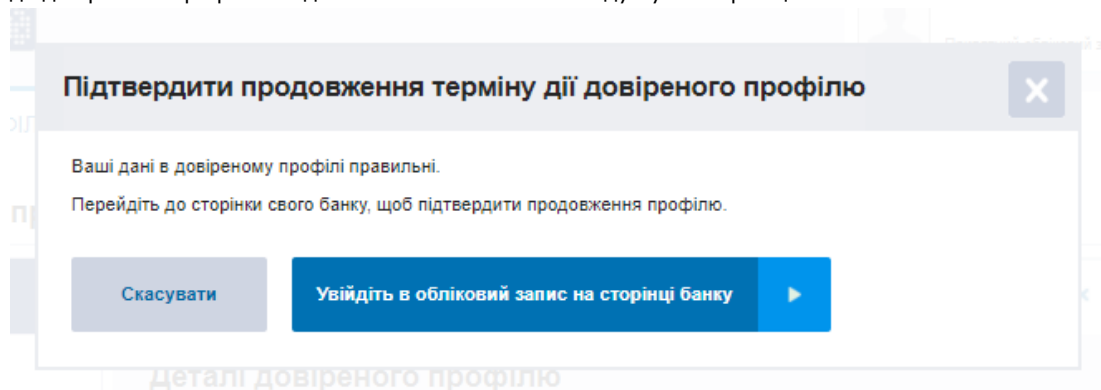 Підтвердити продовження терміну дії довіреного профілю
Ваші дані в довіреному профілі правильні.
Перейдіть до сторінки свого банку, щоб підтвердити продовження профілю.
Скасувати
Увійдіть в обліковий запис на сторінці банку
Деталі довіреного профілю